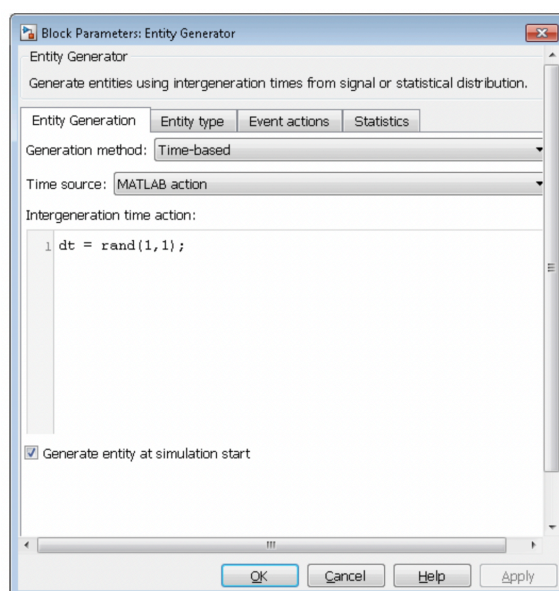 Block Parameters: Entity Generator
Entity Generator
Generate entities using intergeneration times from signal or statistical distribution.
Entity Generation Entity type Event actions Statistics
Generation method: Time-based
Time source: MATLAB action
Intergeneration time action:
1 dt = rand(1,1);
Generate entity at simulation start
OK Cancel Help Apply